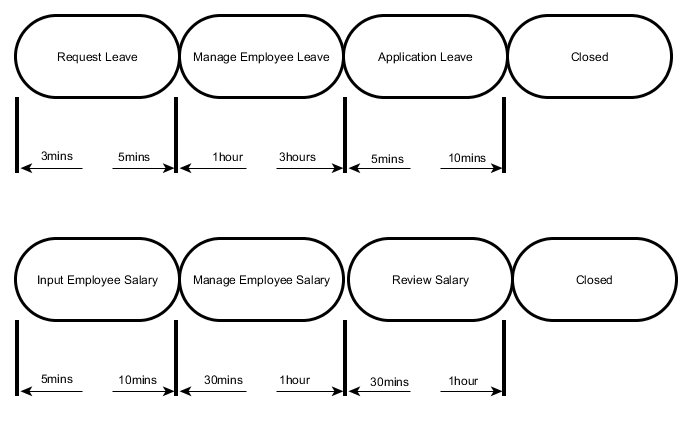 Request Leave
Manage Employee Leave
Application Leave
Closed
3mins
5mins
1hour
3hours
5mins
10mins
Input Employee Salary
Manage Employee Salary
Review Salary
Closed
5mins
10mins
30mins
1hour
30mins
1hour